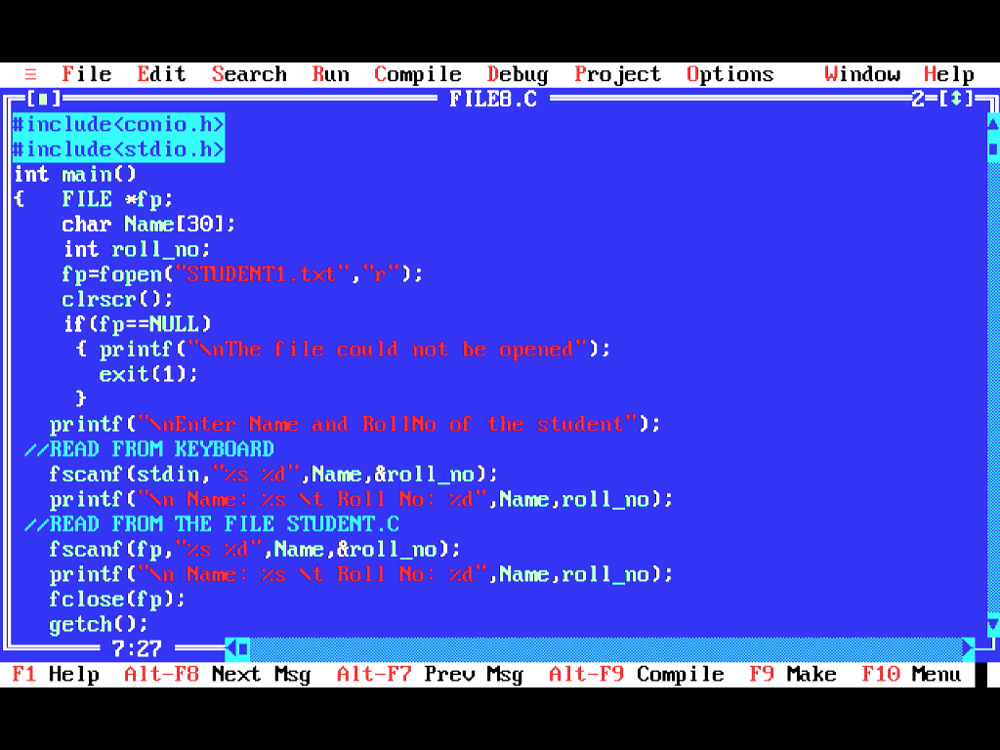 ≡ File Edit Search Run Compile Debug Project Options Window Help
[■] FILE8.C 2=[↕]
#include<conio.h>
#include<stdio.h>
int main()
{   FILE *fp;
    char Name[30];
    int roll_no;
    fp=fopen("STUDENT1.txt","r");
    clrscr();
    if(fp==NULL)
     { printf("\nThe file could not be opened");
       exit(1);
     }
   printf("\nEnter Name and RollNo of the student");
 //READ FROM KEYBOARD
   fscanf(stdin,"%s %d",Name,&roll_no);
   printf("\n Name: %s \t Roll No: %d",Name,roll_no);
 //READ FROM THE FILE STUDENT.C
   fscanf(fp,"%s %d",Name,&roll_no);
   printf("\n Name: %s \t Roll No: %d",Name,roll_no);
   fclose(fp);
   getch();
7:27
F1 Help Alt-F8 Next Msg Alt-F7 Prev Msg Alt-F9 Compile F9 Make F10 Menu